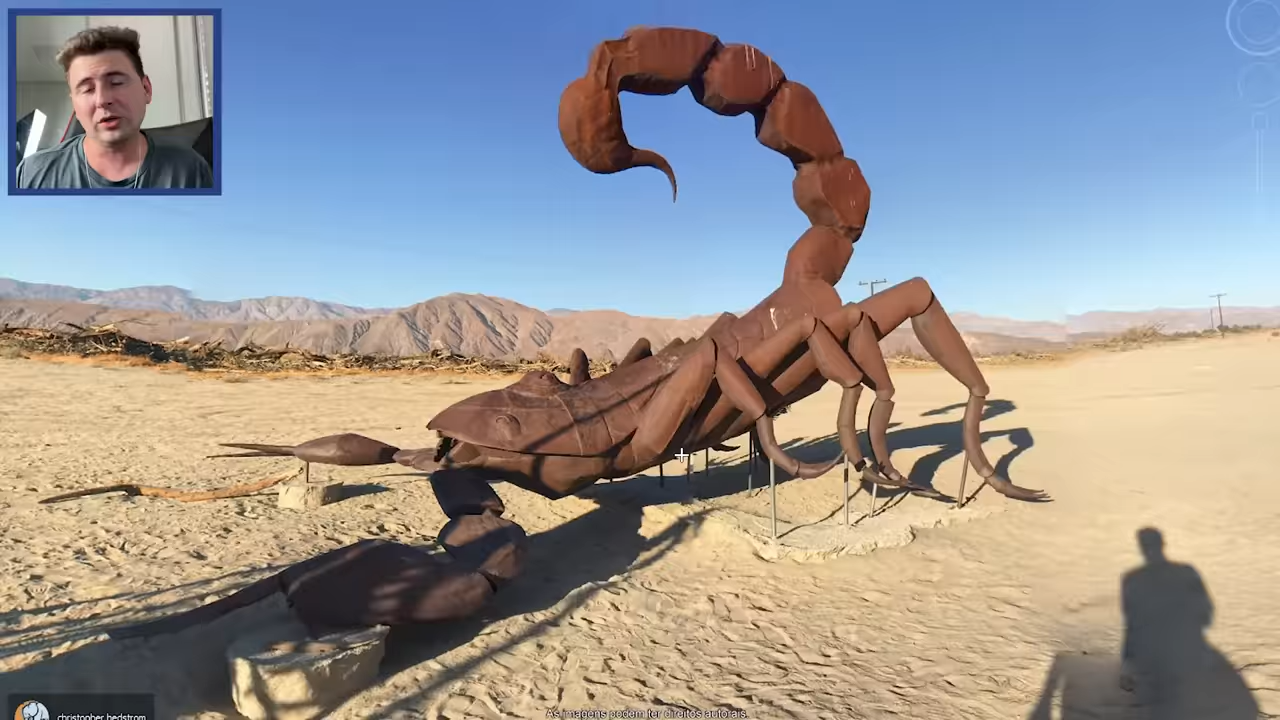 christopher hedstrom
As imagens podem ter direitos autorais.